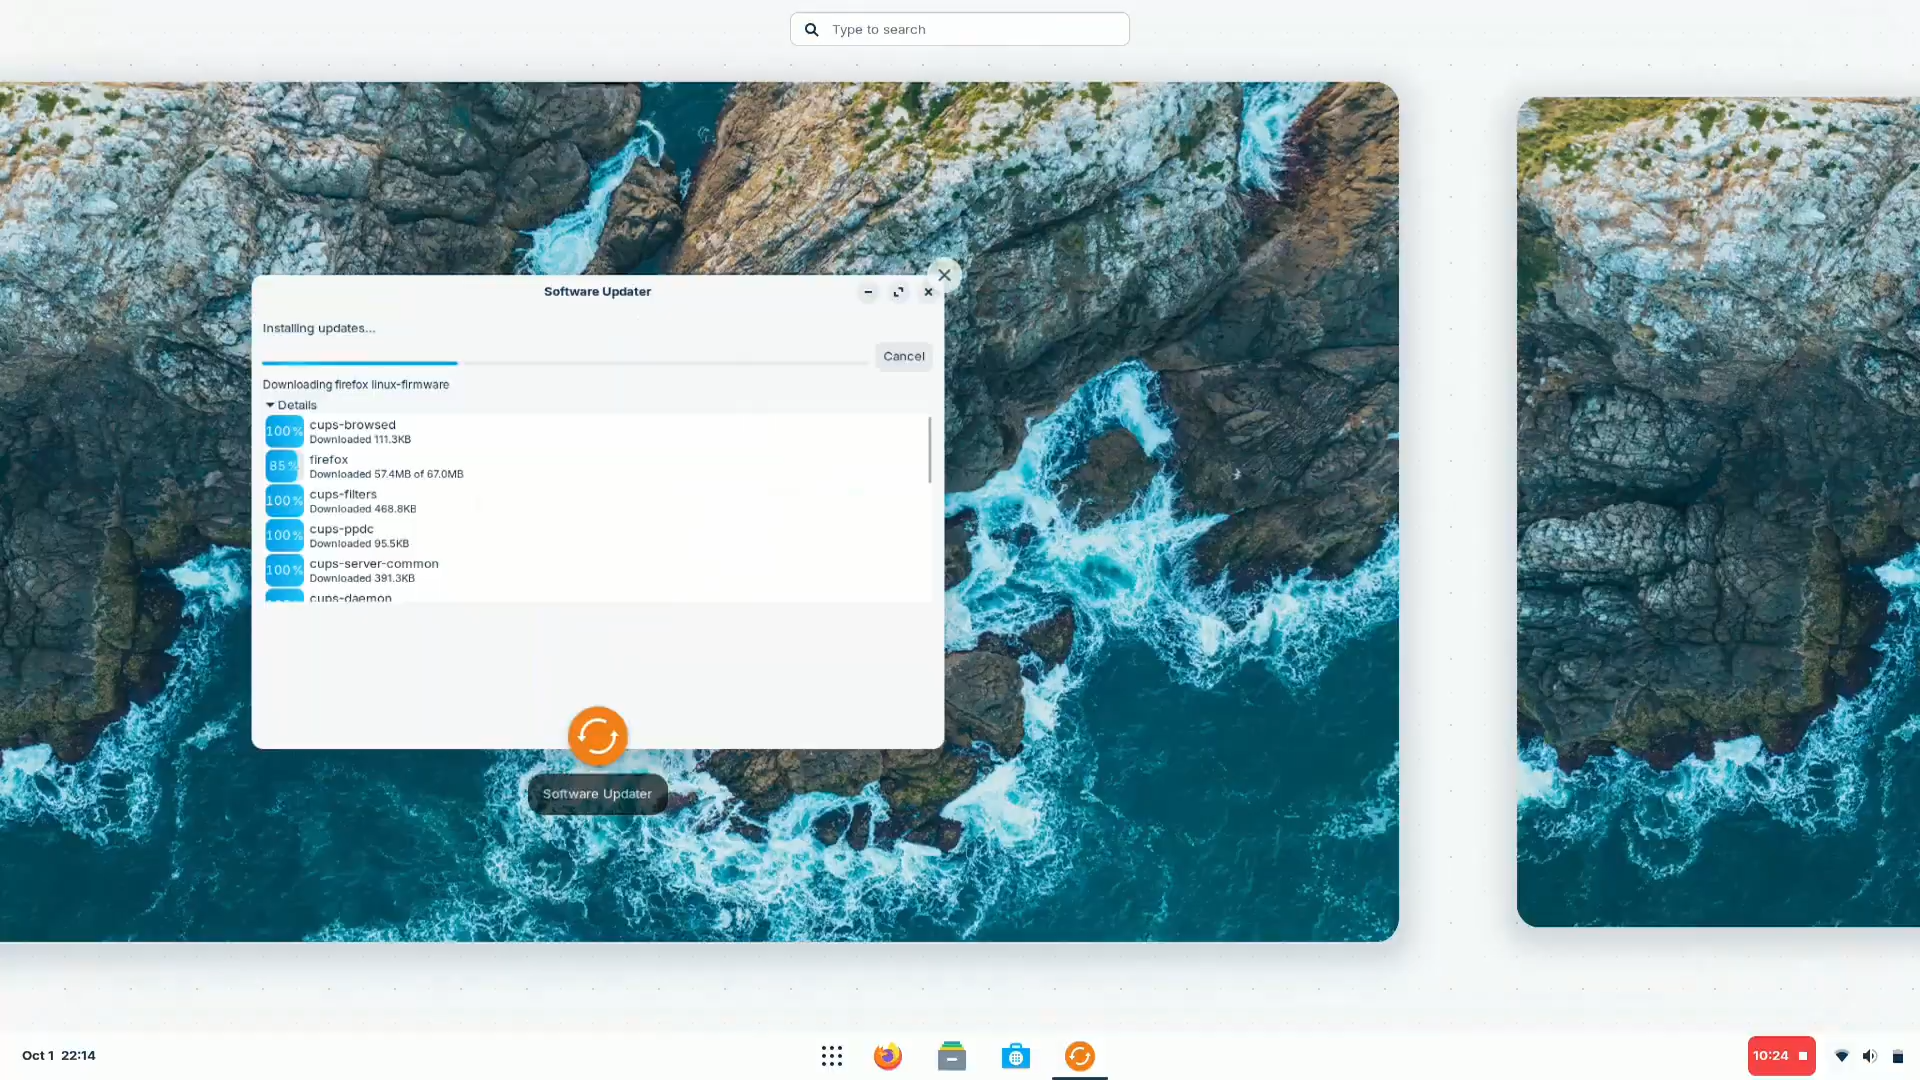 Type to search
Software Updater
Installing updates...
Cancel
Downloading firefox linux-firmware
Details
100%
cups-browsed
Downloaded 111.3KB
85%
firefox
Downloaded 57.4MB of 67.0MB
100%
cups-filters
Downloaded 468.8KB
100%
cups-ppdc
Downloaded 95.5KB
100%
cups-server-common
Downloaded 391.3KB
cups-daemon
Software Updater
Oct 1 22:14
10:24